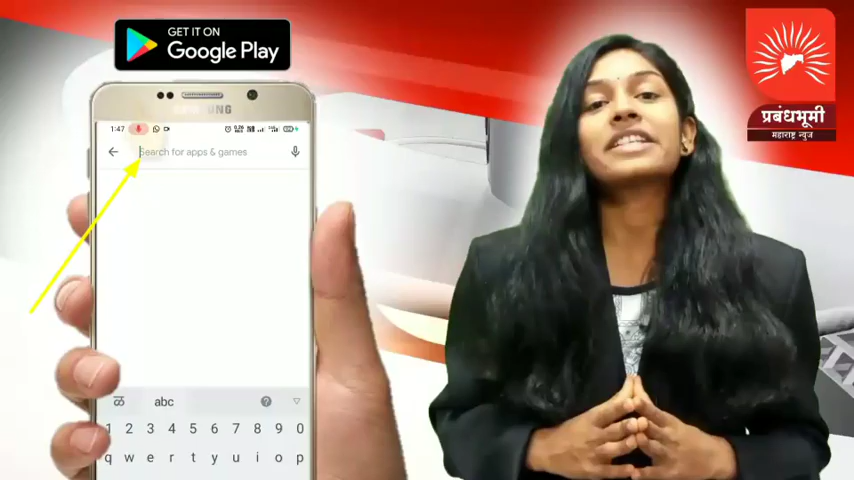 GET IT ON
Google Play
SAMSUNG
1:47
Search for apps & games
abc
1 2 3 4 5 6 7 8 9 0
q w e r t y u i o p
प्रबंधभूमी
महाराष्ट्र न्युज